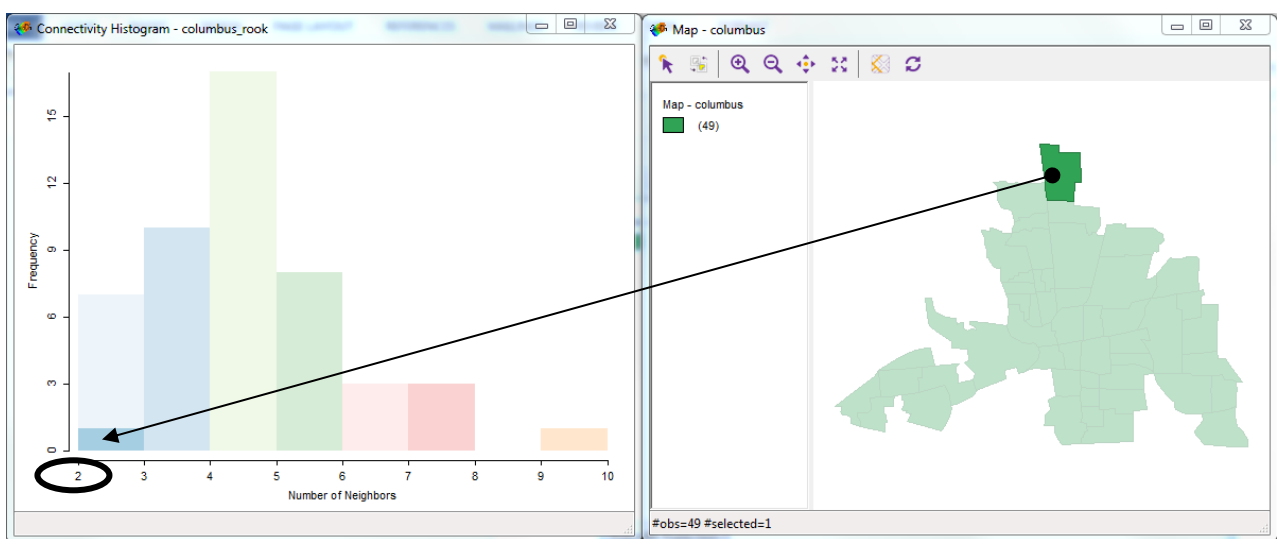 Connectivity Histogram - columbus_rook
15
12
9
6
3
0
Frequency
2 3 4 5 6 7 8 9 10
Number of Neighbors
Map - columbus
Map - columbus
(49)
#obs=49 #selected=1